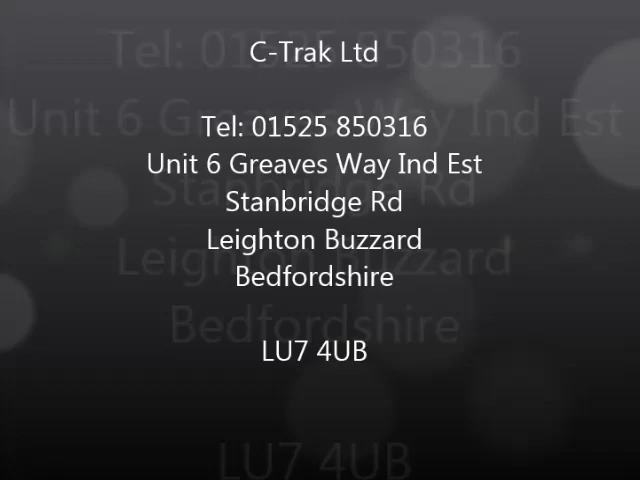 C-Trak Ltd
Tel: 01525 850316
Unit 6 Greaves Way Ind Est
Stanbridge Rd
Leighton Buzzard
Bedfordshire
LU7 4UB